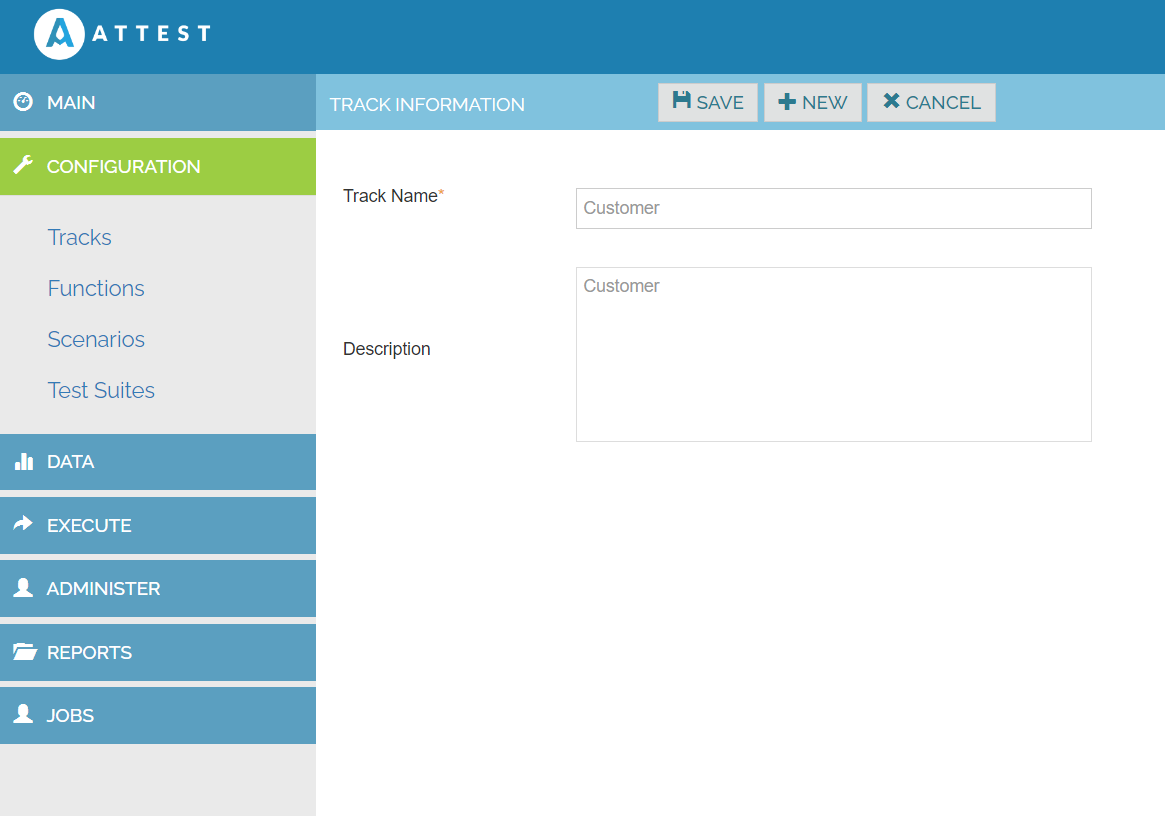 ATTEST
MAIN
TRACK INFORMATION
SAVE
NEW
CANCEL
CONFIGURATION
Track Name*
Customer
Tracks
Functions
Scenarios
Test Suites
Customer
Description
DATA
EXECUTE
ADMINISTER
REPORTS
JOBS